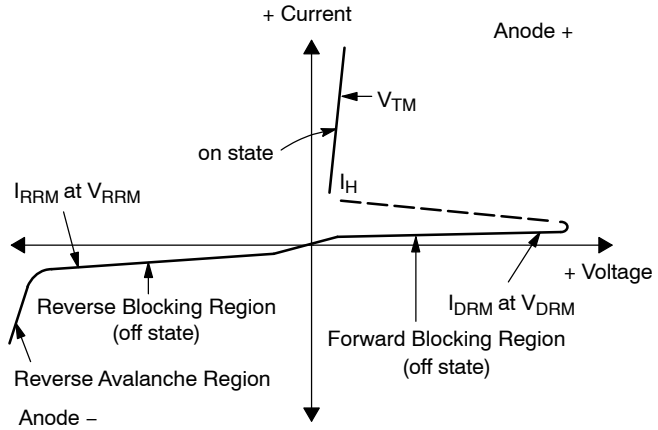 + Current
Anode +
V_TM
on state
I_H
I_RRM at V_RRM
+ Voltage
Reverse Blocking Region
(off state)
I_DRM at V_DRM
Forward Blocking Region
(off state)
Reverse Avalanche Region
Anode −